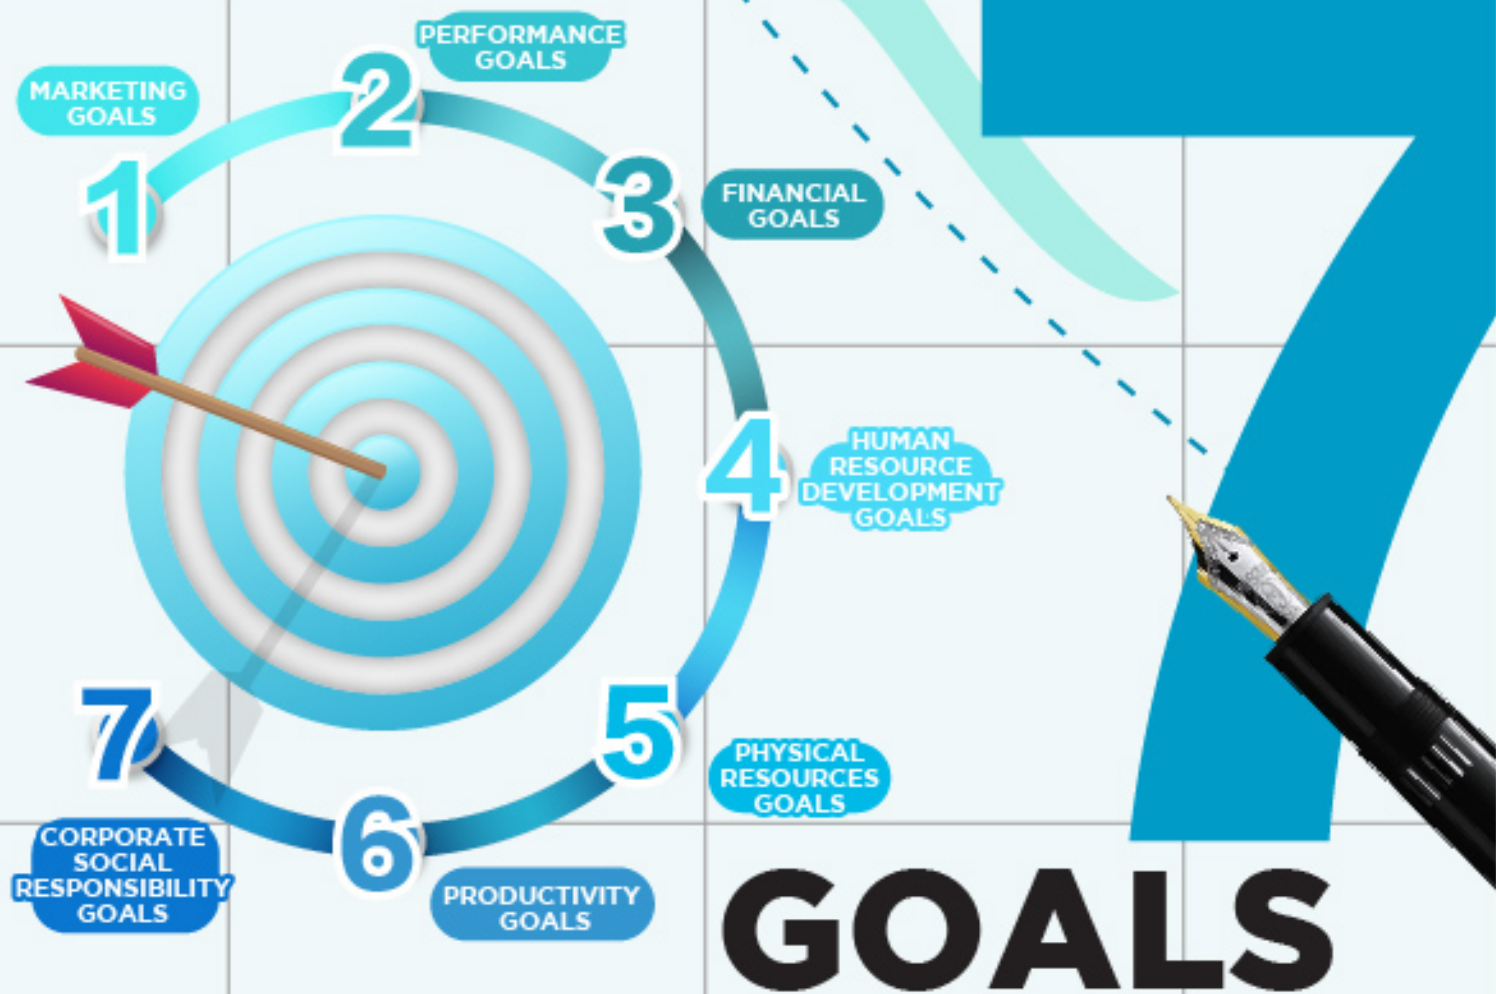 1
MARKETING
GOALS
2
PERFORMANCE
GOALS
3
FINANCIAL
GOALS
4
HUMAN
RESOURCE
DEVELOPMENT
GOALS
5
PHYSICAL
RESOURCES
GOALS
6
PRODUCTIVITY
GOALS
7
CORPORATE
SOCIAL
RESPONSIBILITY
GOALS
7
GOALS